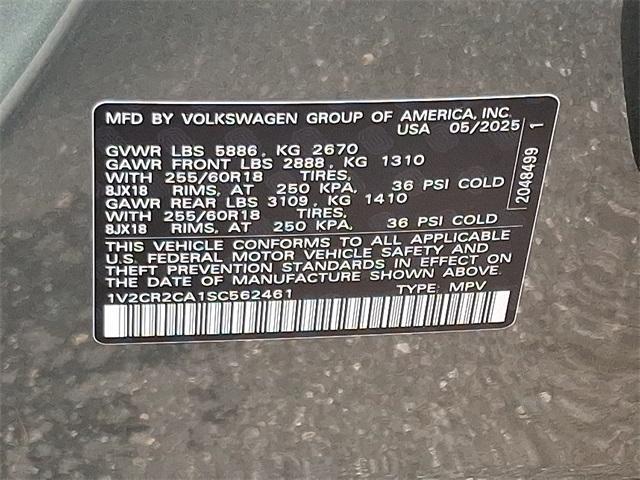 MFD BY VOLKSWAGEN GROUP OF AMERICA, INC.
USA 05/2025
GVWR LBS 5886, KG 2670
GAWR FRONT LBS 2888, KG 1310
WITH 255/60R18 TIRES,
8JX18 RIMS, AT 250 KPA, 36 PSI COLD
GAWR REAR LBS 3109, KG 1410
WITH 255/60R18 TIRES,
8JX18 RIMS, AT 250 KPA, 36 PSI COLD
THIS VEHICLE CONFORMS TO ALL APPLICABLE
U.S. FEDERAL MOTOR VEHICLE SAFETY AND
THEFT PREVENTION STANDARDS IN EFFECT ON
THE DATE OF MANUFACTURE SHOWN ABOVE.
1V2CR2CA1SC562461 TYPE: MPV
2048499 1